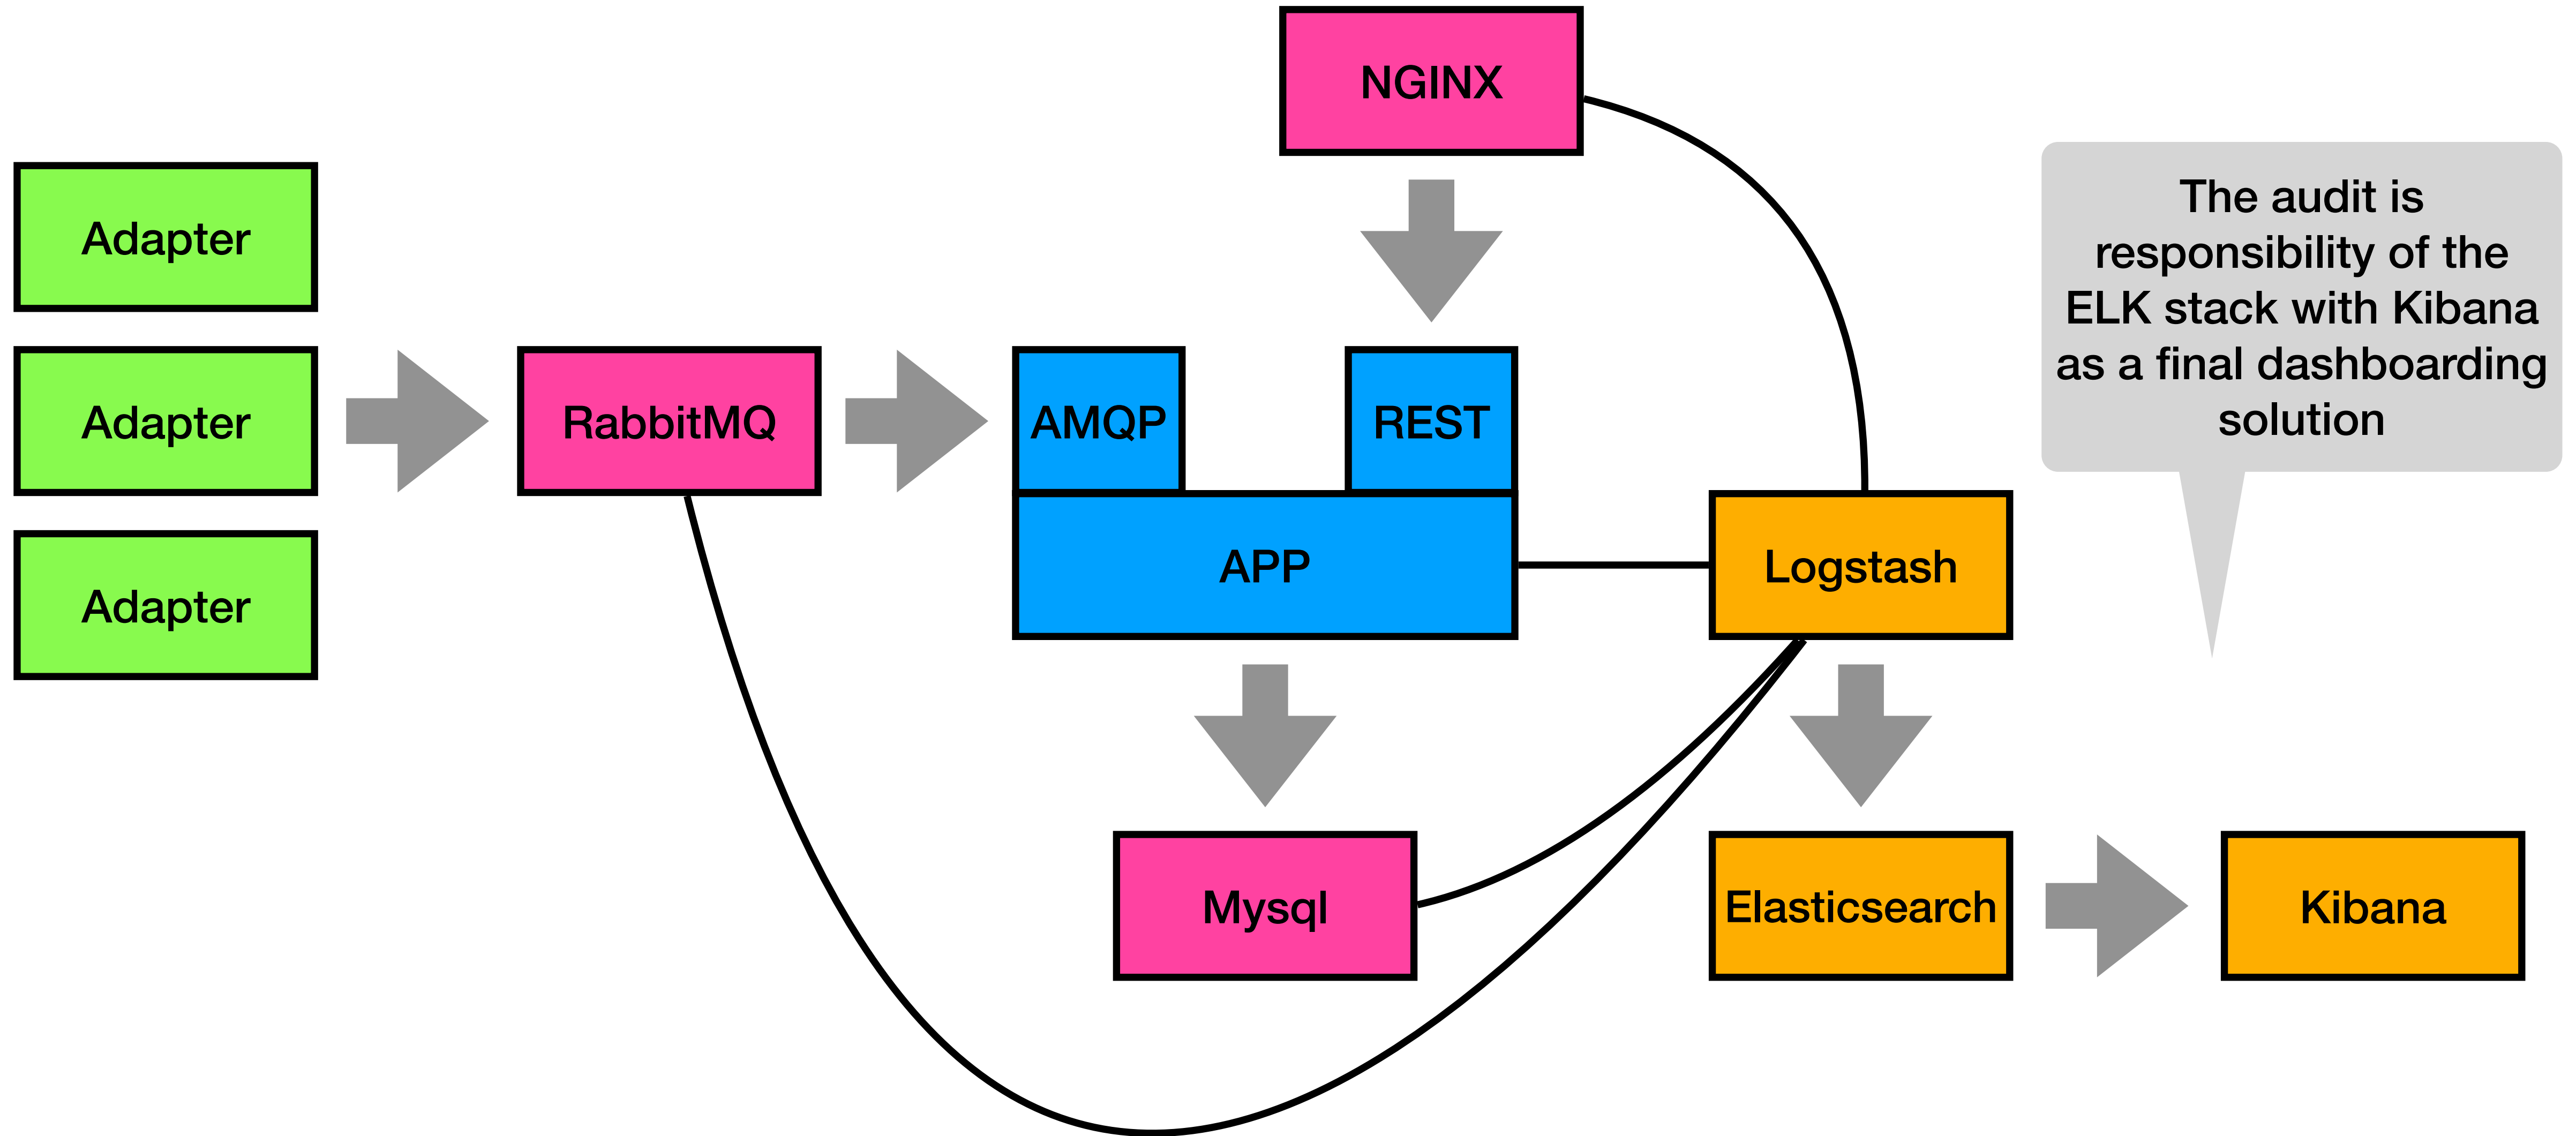 NGINX
Adapter
The audit is
responsibility of the
ELK stack with Kibana
as a final dashboarding
solution
Adapter
RabbitMQ
AMQP
REST
Adapter
APP
Logstash
Mysql
Elasticsearch
Kibana